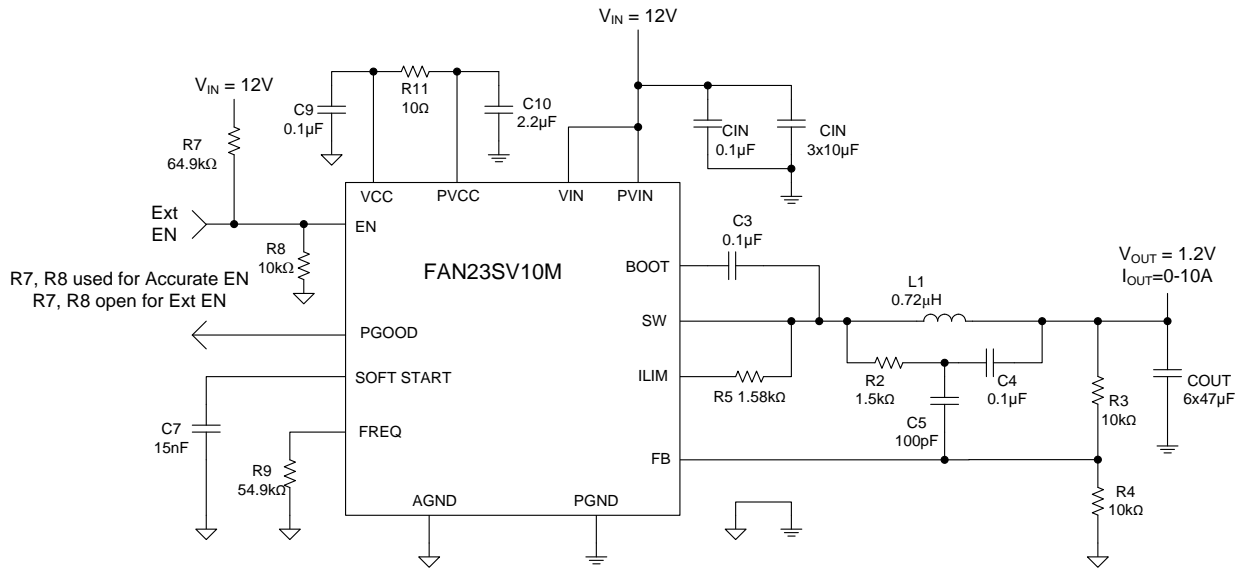 V_IN = 12V
V_IN = 12V
R11
10Ω
C9
0.1µF
C10
2.2µF
CIN
0.1µF
CIN
3x10µF
R7
64.9kΩ
VCC
PVCC
VIN
PVIN
Ext
EN
EN
R8
10kΩ
C3
0.1µF
FAN23SV10M
BOOT
V_OUT = 1.2V
I_OUT=0-10A
R7, R8 used for Accurate EN
R7, R8 open for Ext EN
L1
0.72µH
PGOOD
SW
SOFT START
ILIM
R5 1.58kΩ
R2
1.5kΩ
C4
0.1µF
R3
10kΩ
COUT
6x47µF
C7
15nF
C5
100pF
FREQ
FB
R9
54.9kΩ
AGND
PGND
R4
10kΩ